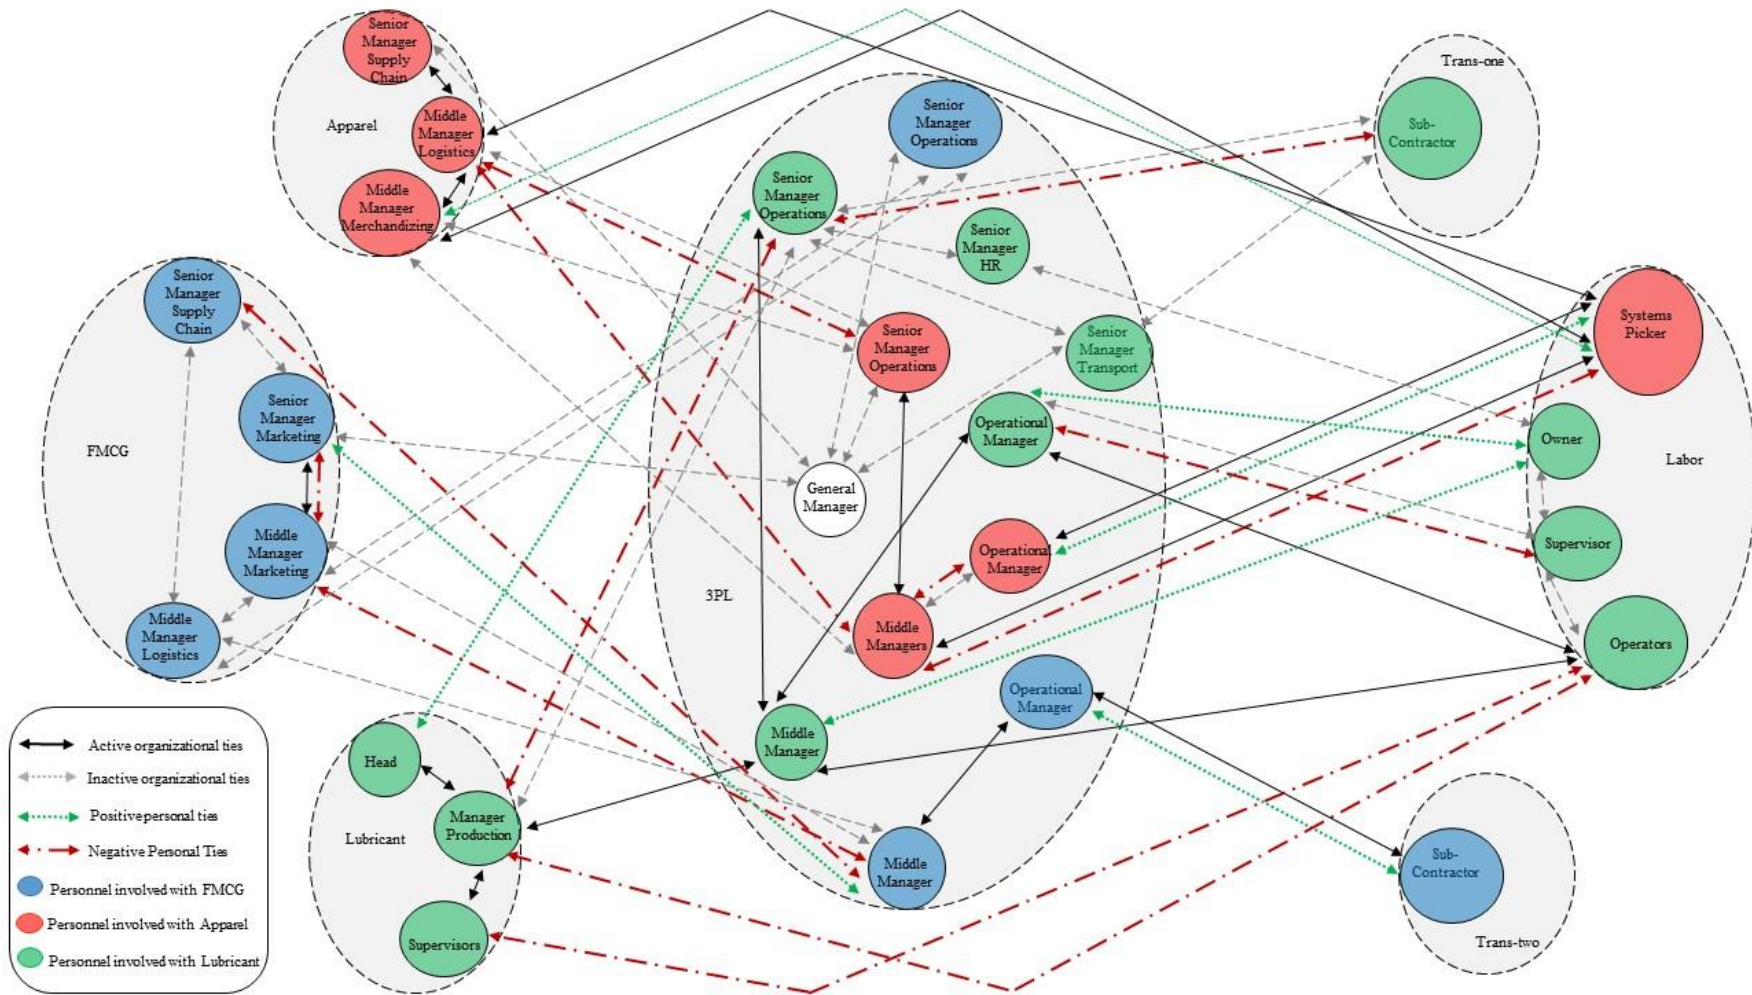 Senior
Manager
Supply
Chain
Apparel
Middle
Manager
Logistics
Middle
Manager
Merchandizing
Senior
Manager
Operations
Senior
Manager
Operations
Senior
Manager
HR
Trans-one
Sub-
Contractor
FMCG
Senior
Manager
Supply
Chain
Senior
Manager
Marketing
Middle
Manager
Marketing
Middle
Manager
Logistics
Senior
Manager
Operations
Senior
Manager
Transport
Operational
Manager
General
Manager
Operational
Manager
3PL
Middle
Managers
Operational
Manager
Middle
Manager
Middle
Manager
Systems
Picker
Owner
Labor
Supervisor
Operators
Head
Manager
Production
Lubricant
Supervisors
Sub-
Contractor
Trans-two
Active organizational ties
Inactive organizational ties
Positive personal ties
Negative Personal Ties
Personnel involved with FMCG
Personnel involved with Apparel
Personnel involved with Lubricant